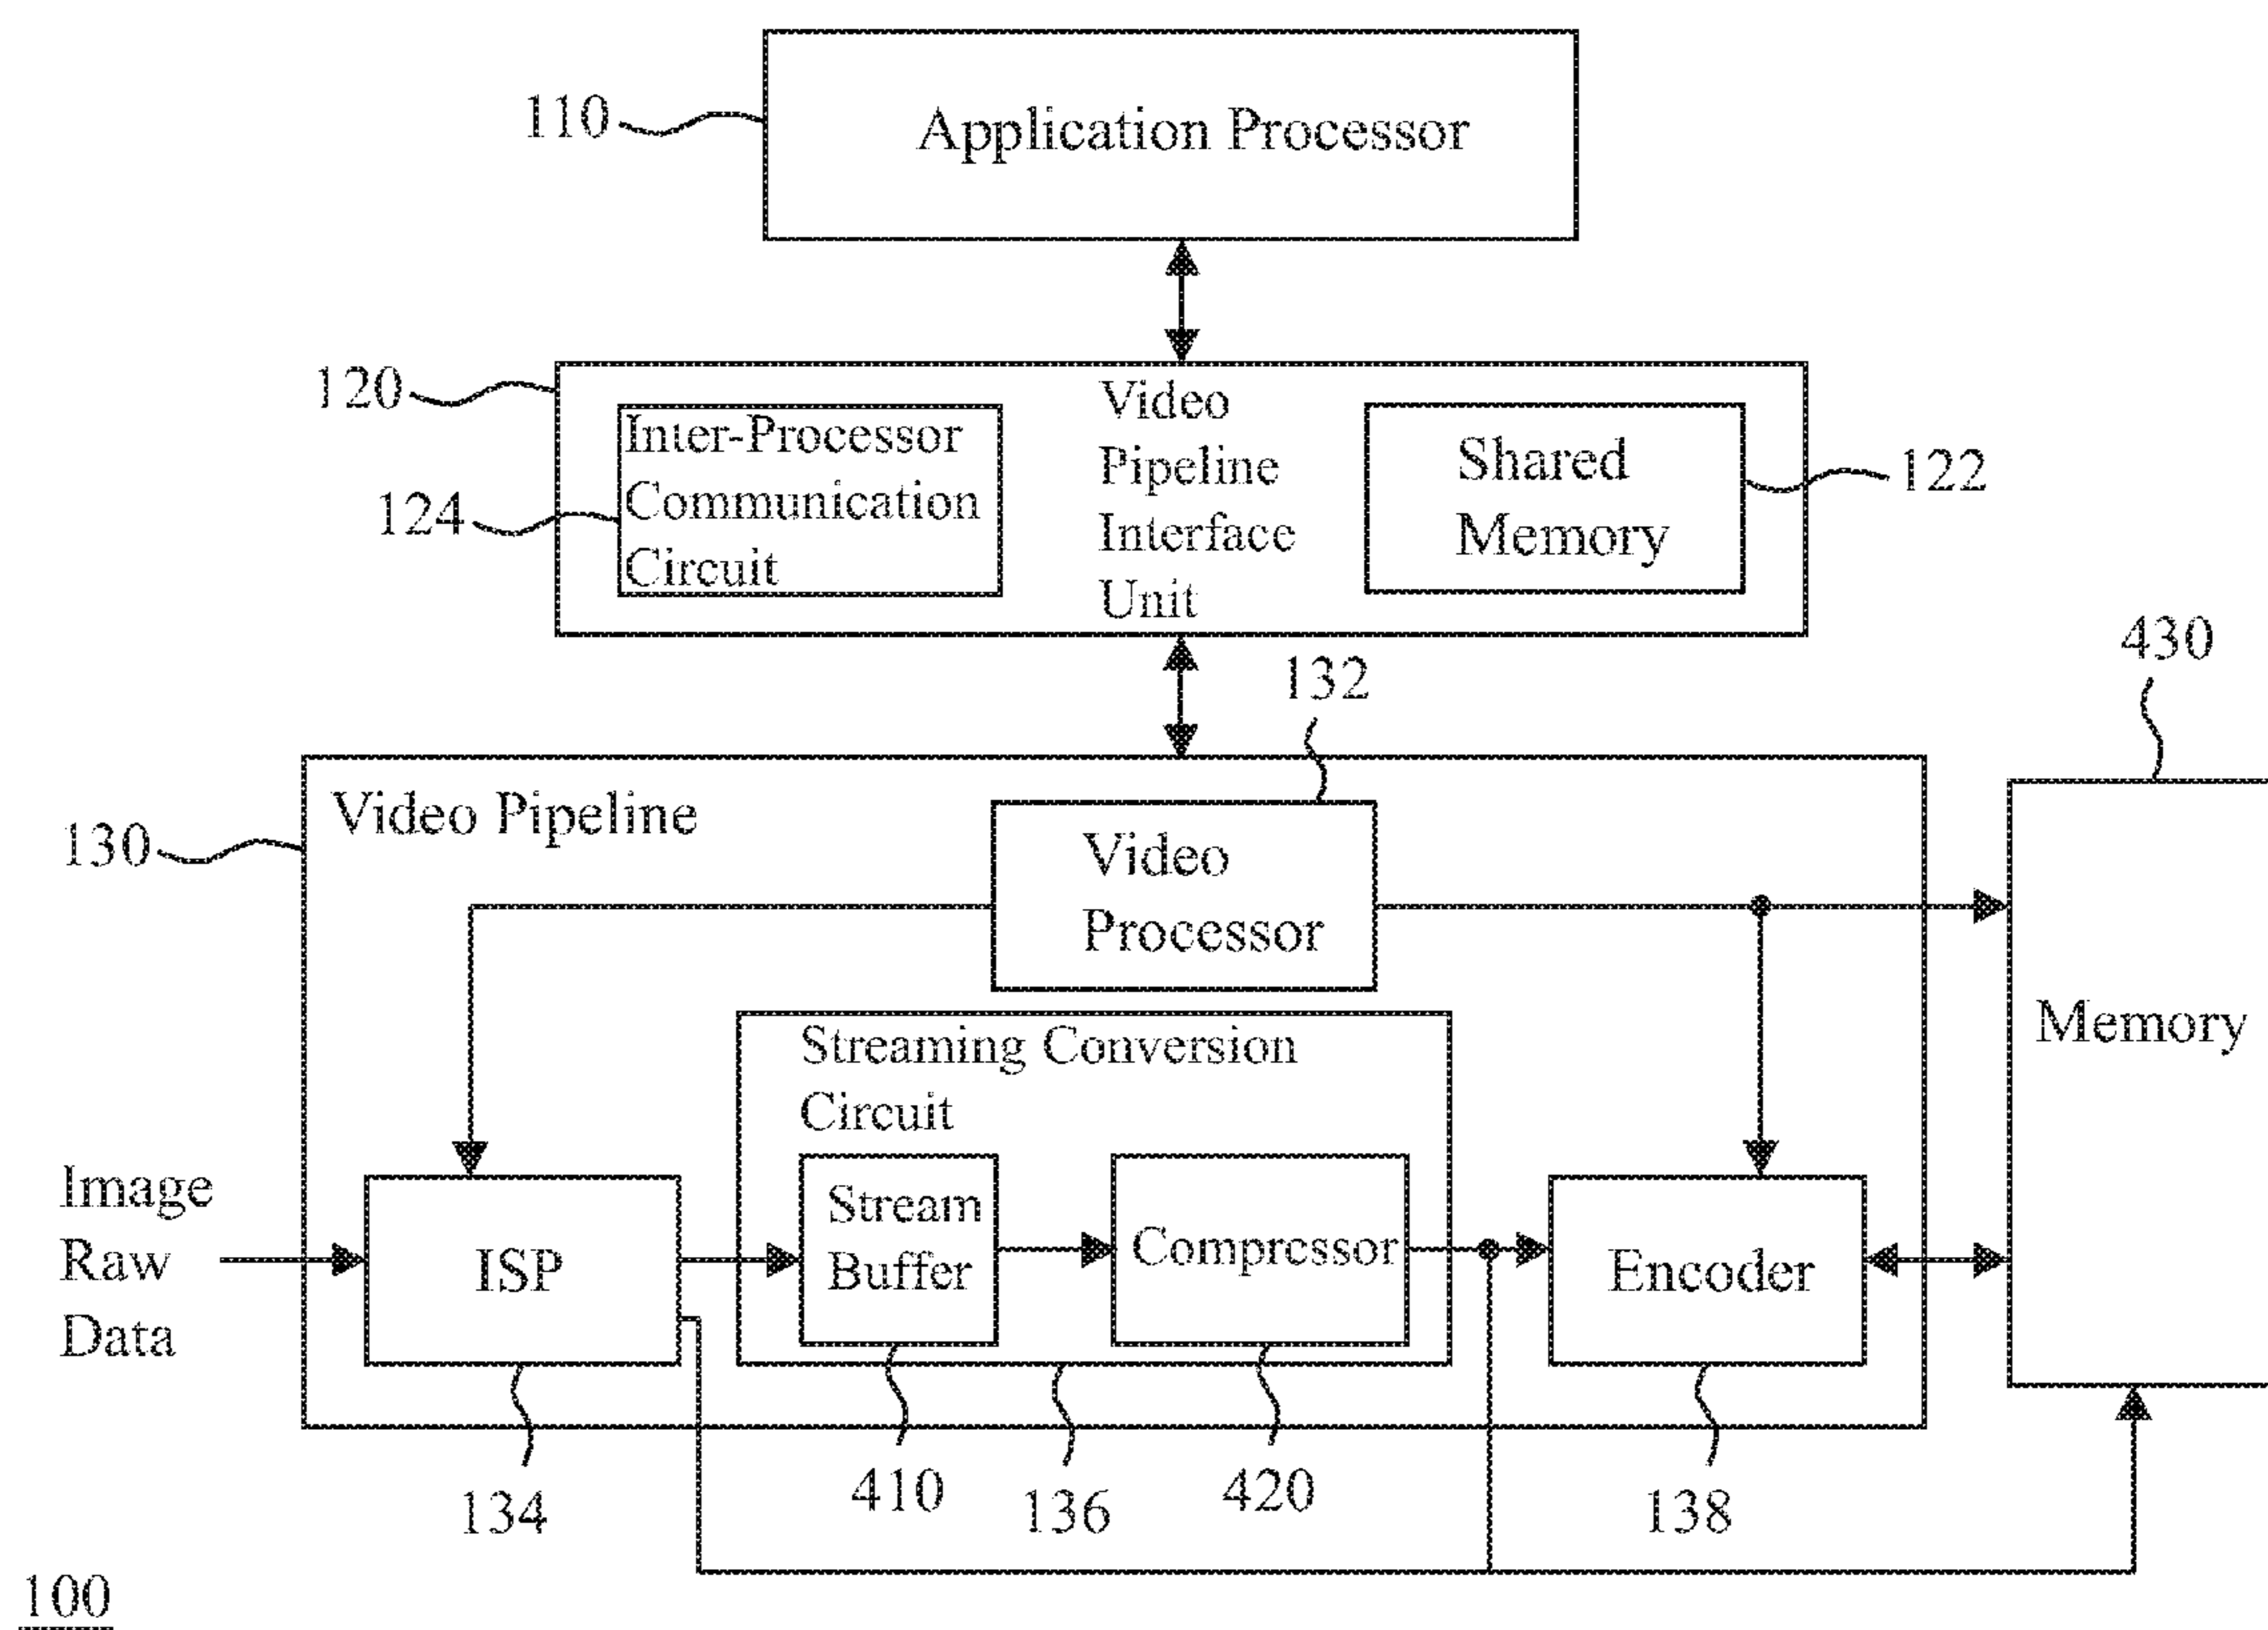 110
Application Processor
120
Inter-Processor
Communication
Circuit
124
Video
Pipeline
Interface
Unit
Shared
Memory
122
132
430
130
Video Pipeline
Video
Processor
Memory
Streaming Conversion
Circuit
Image
Raw
Data
ISP
Stream
Buffer
Compressor
Encoder
134
410
136
420
138
100